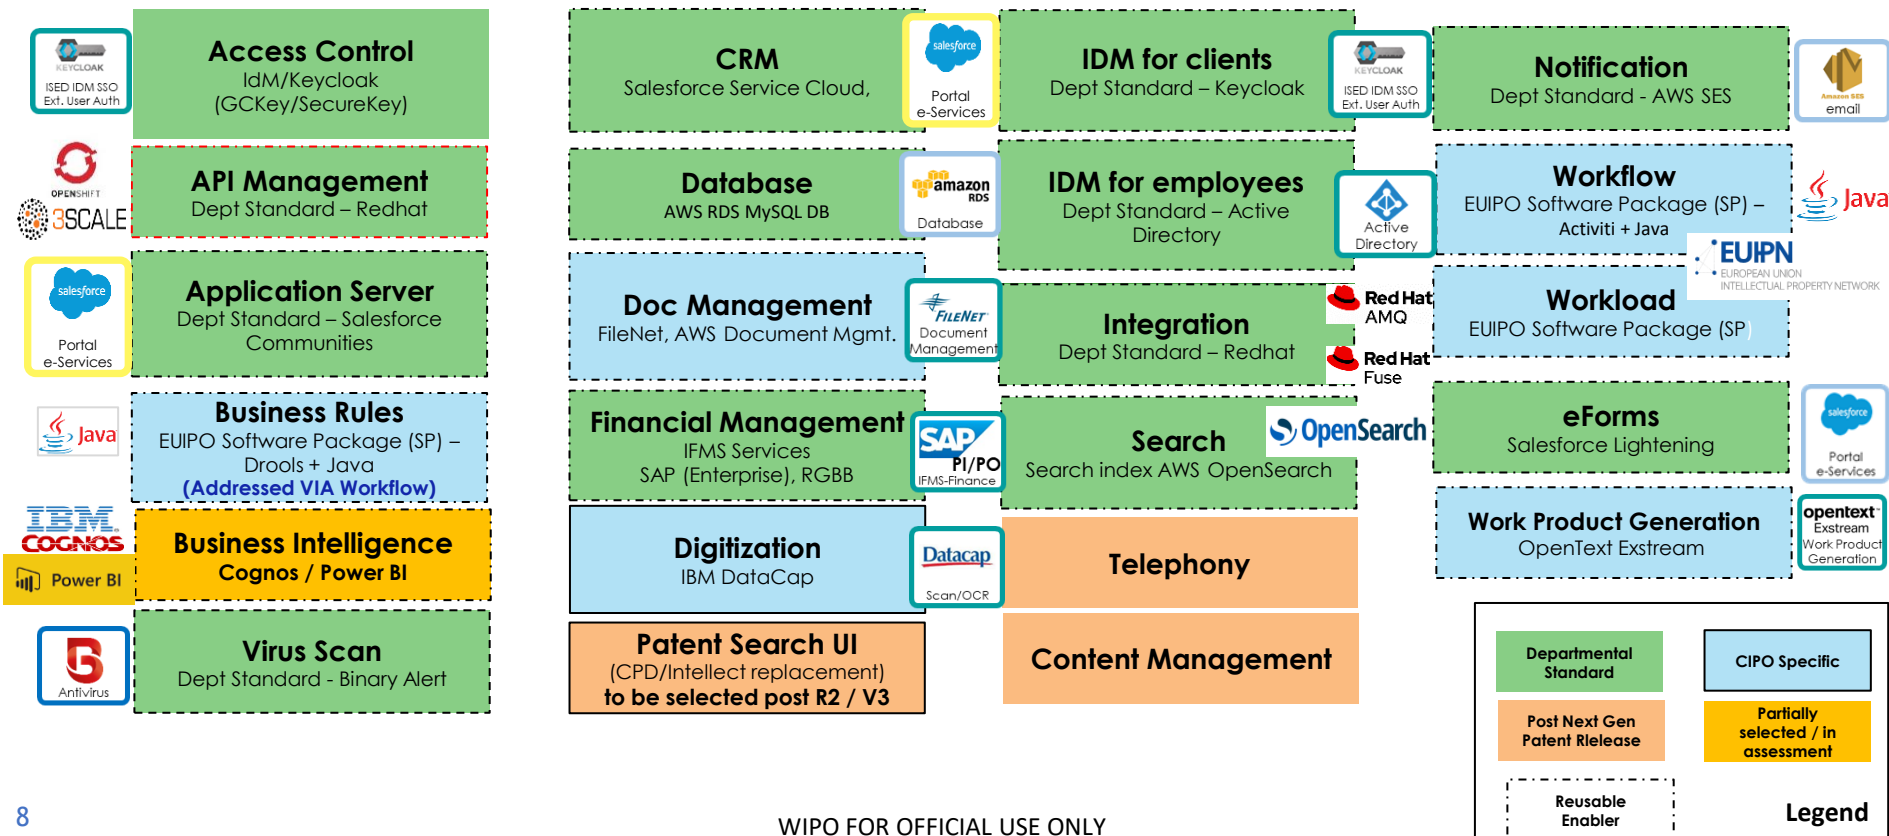 KEYCLOAK
ISED IDM SSO
Ext. User Auth
Access Control
IdM/Keycloak
(GCKey/SecureKey)
OPENSHIFT
3SCALE
API Management
Dept Standard – Redhat
salesforce
Portal
e-Services
Application Server
Dept Standard – Salesforce
Communities
Java
Business Rules
EUIPO Software Package (SP) –
Drools + Java
(Addressed VIA Workflow)
IBM
COGNOS
Power BI
Business Intelligence
Cognos / Power BI
Antivirus
Virus Scan
Dept Standard - Binary Alert
CRM
Salesforce Service Cloud,
salesforce
Portal
e-Services
Database
AWS RDS MySQL DB
amazon
RDS
Database
Doc Management
FileNet, AWS Document Mgmt.
FILENET
Document
Management
Financial Management
IFMS Services
SAP (Enterprise), RGBB
SAP
PI/PO
IFMS-Finance
Digitization
IBM DataCap
Datacap
Scan/OCR
Patent Search UI
(CPD/Intellect replacement)
to be selected post R2 / V3
IDM for clients
Dept Standard – Keycloak
KEYCLOAK
ISED IDM SSO
Ext. User Auth
IDM for employees
Dept Standard – Active
Directory
Active
Directory
Integration
Dept Standard – Redhat
Red Hat
AMQ
Red Hat
Fuse
Search
Search index AWS OpenSearch
OpenSearch
Telephony
Content Management
Notification
Dept Standard - AWS SES
Amazon SES
email
Workflow
EUIPO Software Package (SP) –
Activiti + Java
Java
EUIPN
EUROPEAN UNION
INTELLECTUAL PROPERTY NETWORK
Workload
EUIPO Software Package (SP)
eForms
Salesforce Lightening
salesforce
Portal
e-Services
Work Product Generation
OpenText Exstream
opentext
Exstream
Work Product
Generation
Departmental
Standard
CIPO Specific
Post Next Gen
Patent Rlelease
Partially
selected / in
assessment
Reusable
Enabler
Legend
8
WIPO FOR OFFICIAL USE ONLY